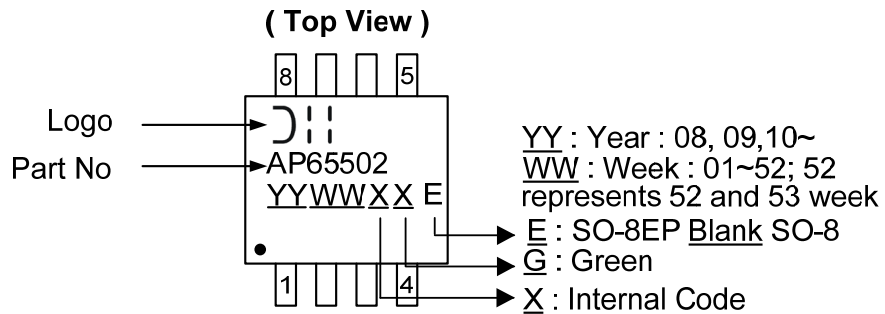 ( Top View )
8 5
Logo
Part No
AP65502
YYWWXXE
1 4
YY : Year : 08, 09,10~
WW : Week : 01~52; 52
represents 52 and 53 week
E : SO-8EP Blank SO-8
G : Green
X : Internal Code